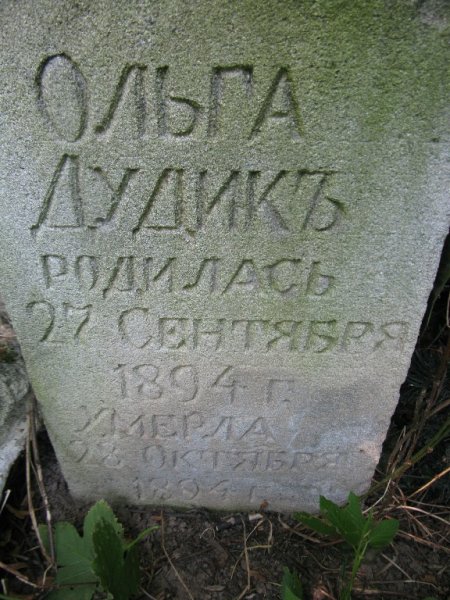 ОЛЬГА
ДУДИКЪ
РОДИЛАСЬ
27 СЕНТЯБРЯ
1894 Г.
УМЕРЛА
28 ОКТЯБРЯ
1894 Г.